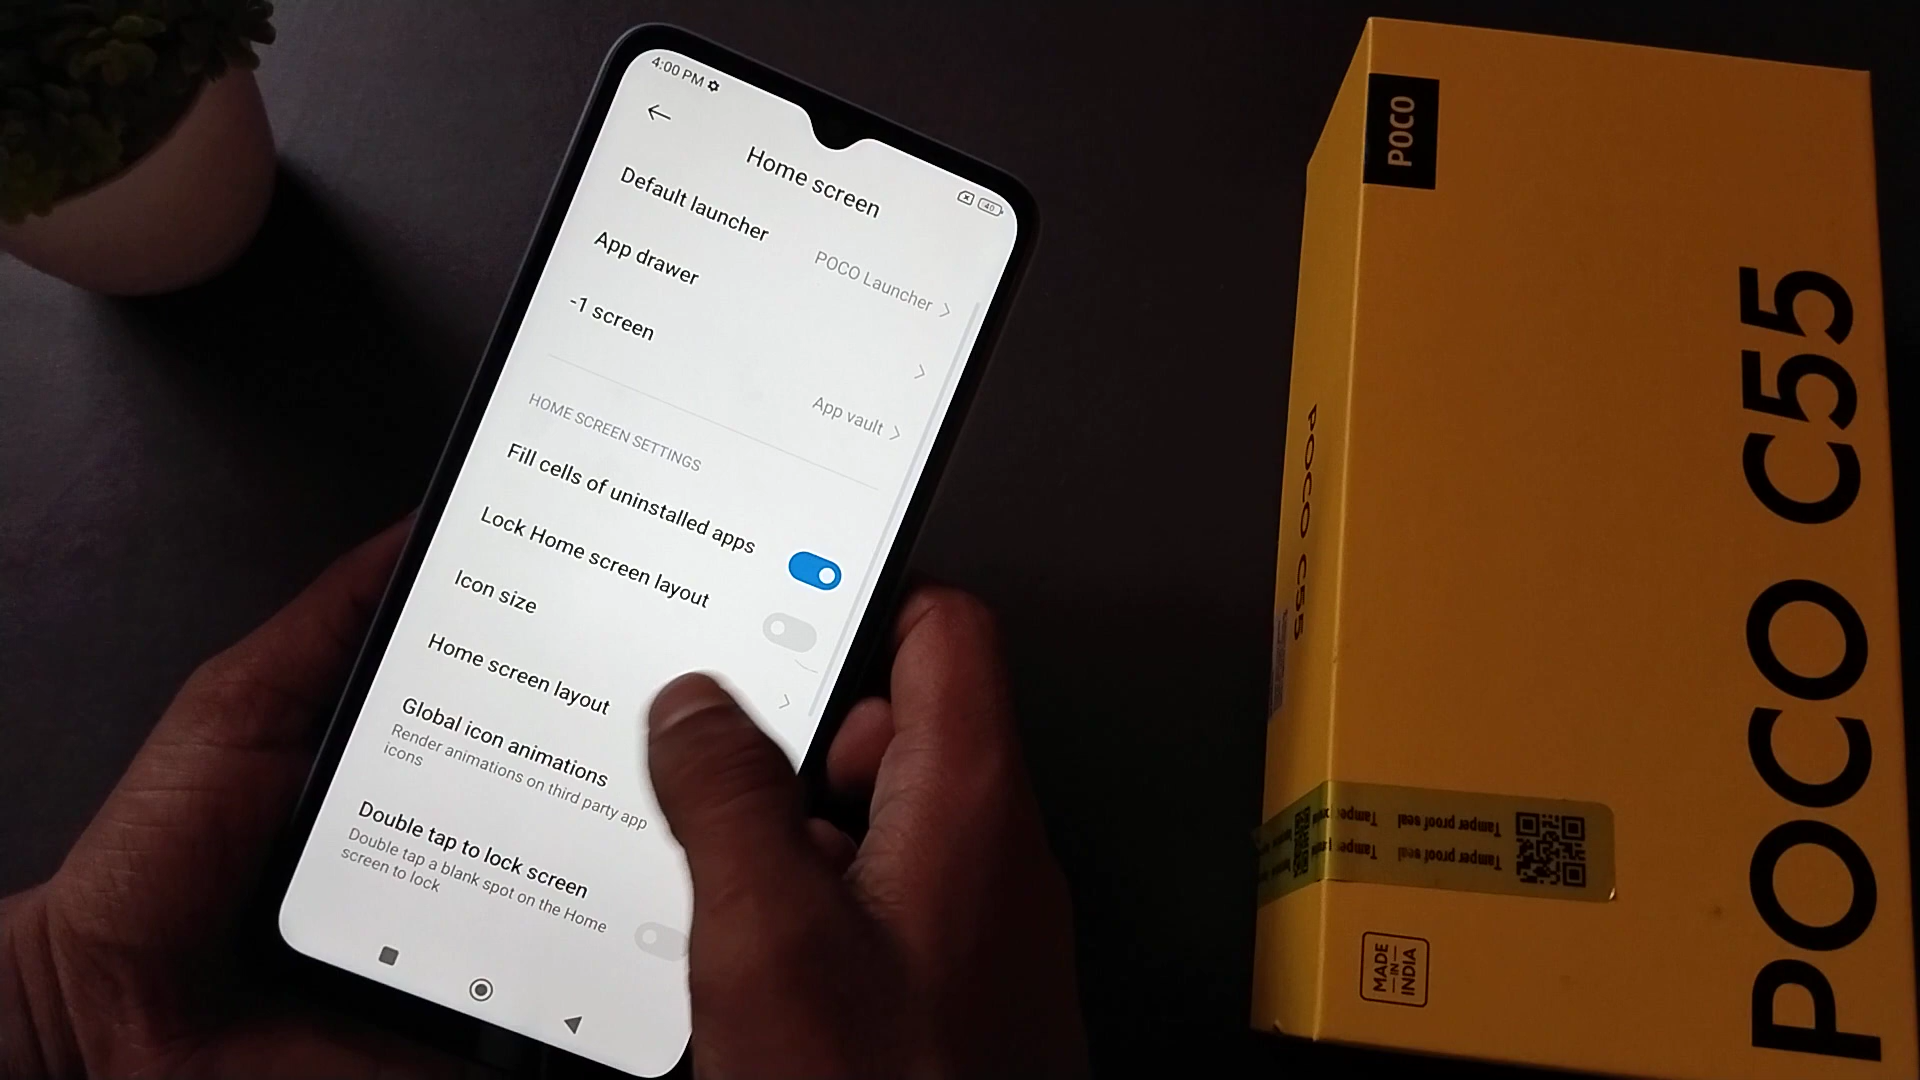 4:00 PM
40
Home screen
Default launcher
POCO Launcher
App drawer
-1 screen
App vault
HOME SCREEN SETTINGS
Fill cells of uninstalled apps
Lock Home screen layout
Icon size
Home screen layout
Global icon animations
Render animations on third party app
icons
Double tap to lock screen
Double tap a blank spot on the Home
screen to lock
POCO
POCO C55
POCO C55
Tamper proof seal
Tamper proof seal
MADE
IN
INDIA